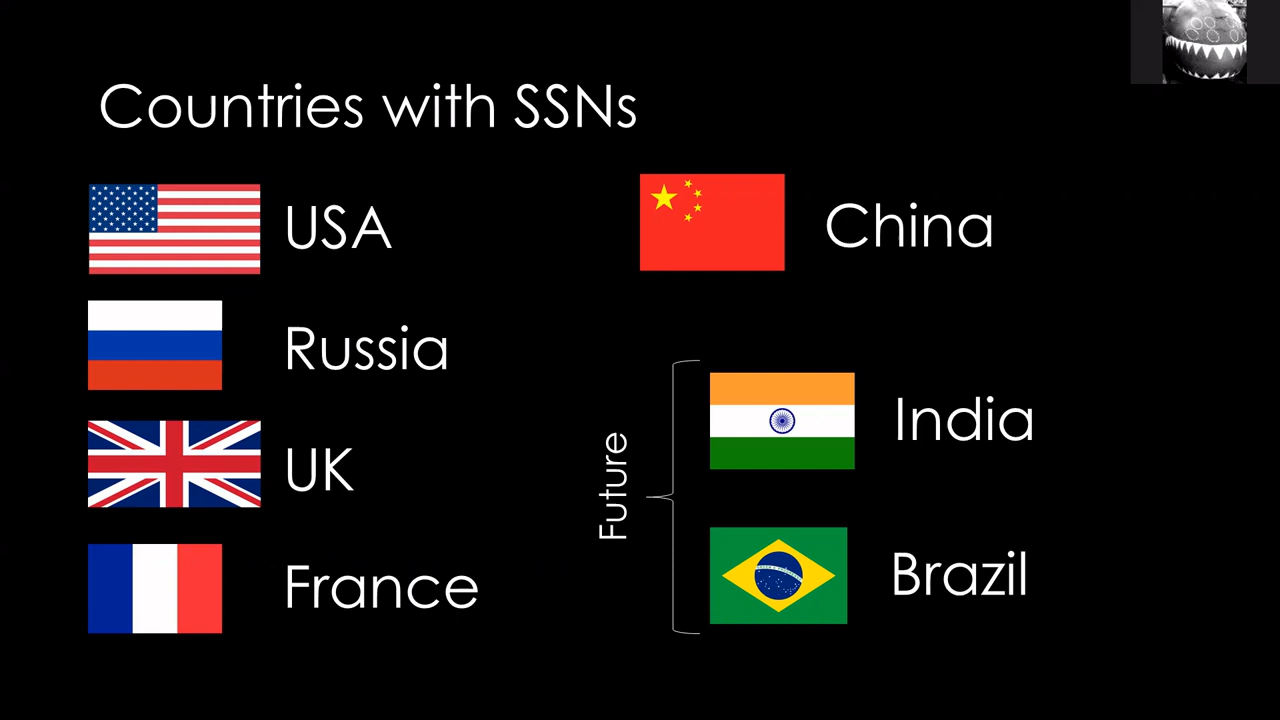 Countries with SSNs
USA
Russia
UK
France
China
Future
India
Brazil